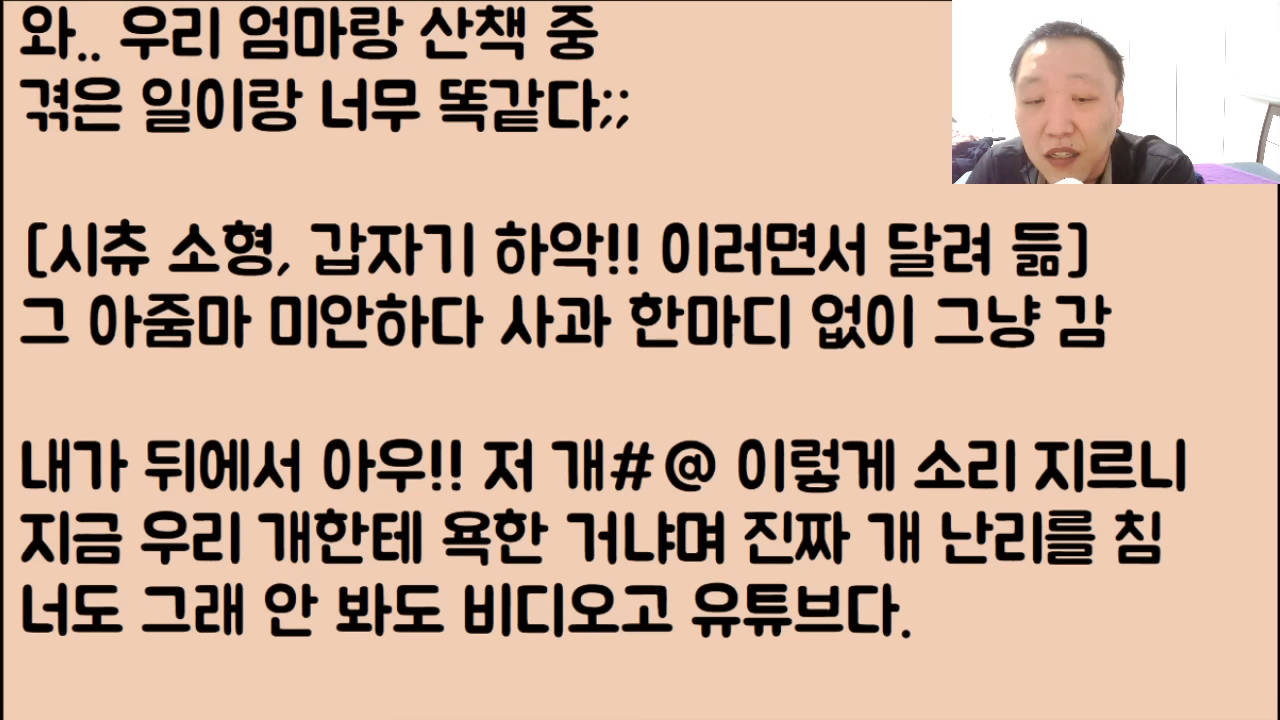 와.. 우리 엄마랑 산책 중
겪은 일이랑 너무 똑같다;;
[시츄 소형, 갑자기 하악!! 이러면서 달려 듦]
그 아줌마 미안하다 사과 한마디 없이 그냥 감
내가 뒤에서 아우!! 저 개#@ 이렇게 소리 지르니
지금 우리 개한테 욕한 거냐며 진짜 개 난리를 침
너도 그래 안 봐도 비디오고 유튜브다.